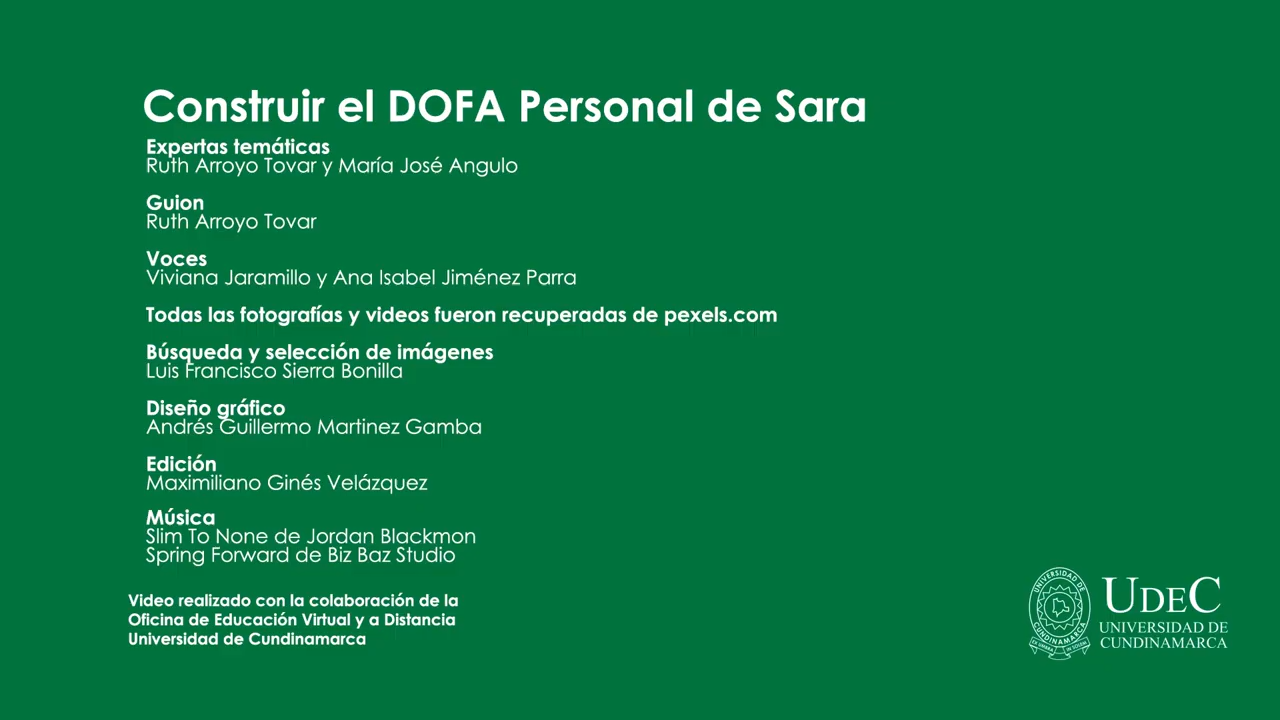 Construir el DOFA Personal de Sara
Expertas temáticas
Ruth Arroyo Tovar y María José Angulo
Guion
Ruth Arroyo Tovar
Voces
Viviana Jaramillo y Ana Isabel Jiménez Parra
Todas las fotografías y videos fueron recuperadas de pexels.com
Búsqueda y selección de imágenes
Luis Francisco Sierra Bonilla
Diseño gráfico
Andrés Guillermo Martinez Gamba
Edición
Maximiliano Ginés Velázquez
Música
Slim To None de Jordan Blackmon
Spring Forward de Biz Baz Studio
Video realizado con la colaboración de la
Oficina de Educación Virtual y a Distancia
Universidad de Cundinamarca
UNIVERSIDAD DE
CUNDINAMARCA
UDEC
UNIVERSIDAD DE
CUNDINAMARCA